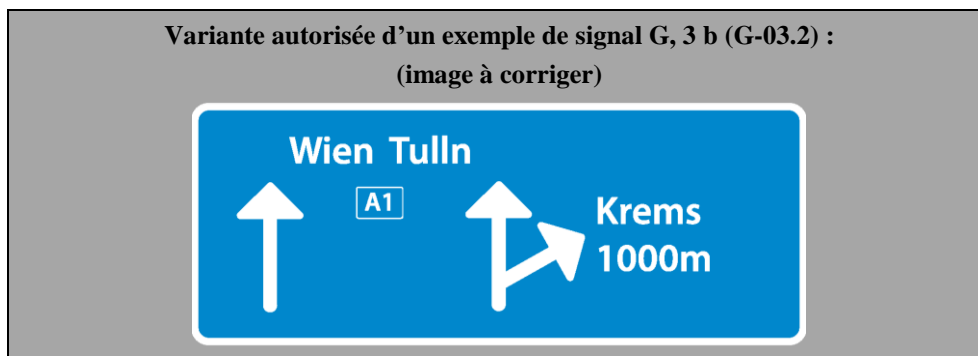 Variante autorisée d’un exemple de signal G, 3 b (G-03.2) :
(image à corriger)
Wien Tulln
A1
Krems
1000m